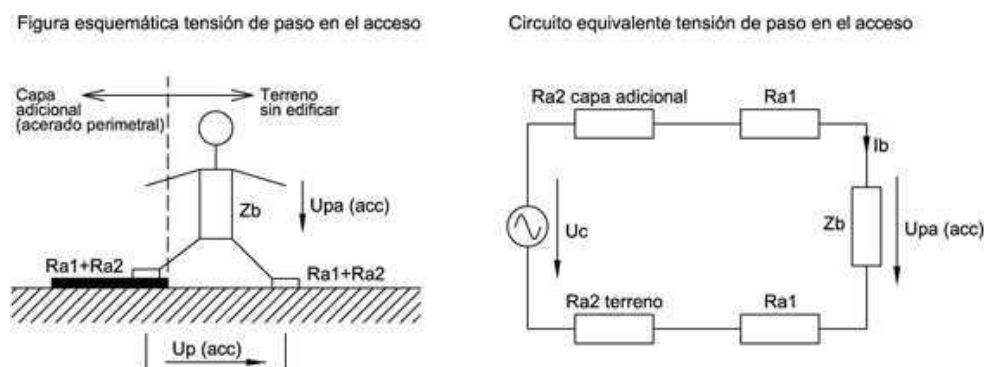 Figura esquemática tensión de paso en el acceso
Capa
adicional
(acerado perimetral)
Terreno
sin edificar
Zb
Upa (acc)
Ra1+Ra2
Ra1+Ra2
Up (acc)
Circuito equivalente tensión de paso en el acceso
Ra2 capa adicional
Ra1
Ib
Uc
Zb
Upa (acc)
Ra2 terreno
Ra1